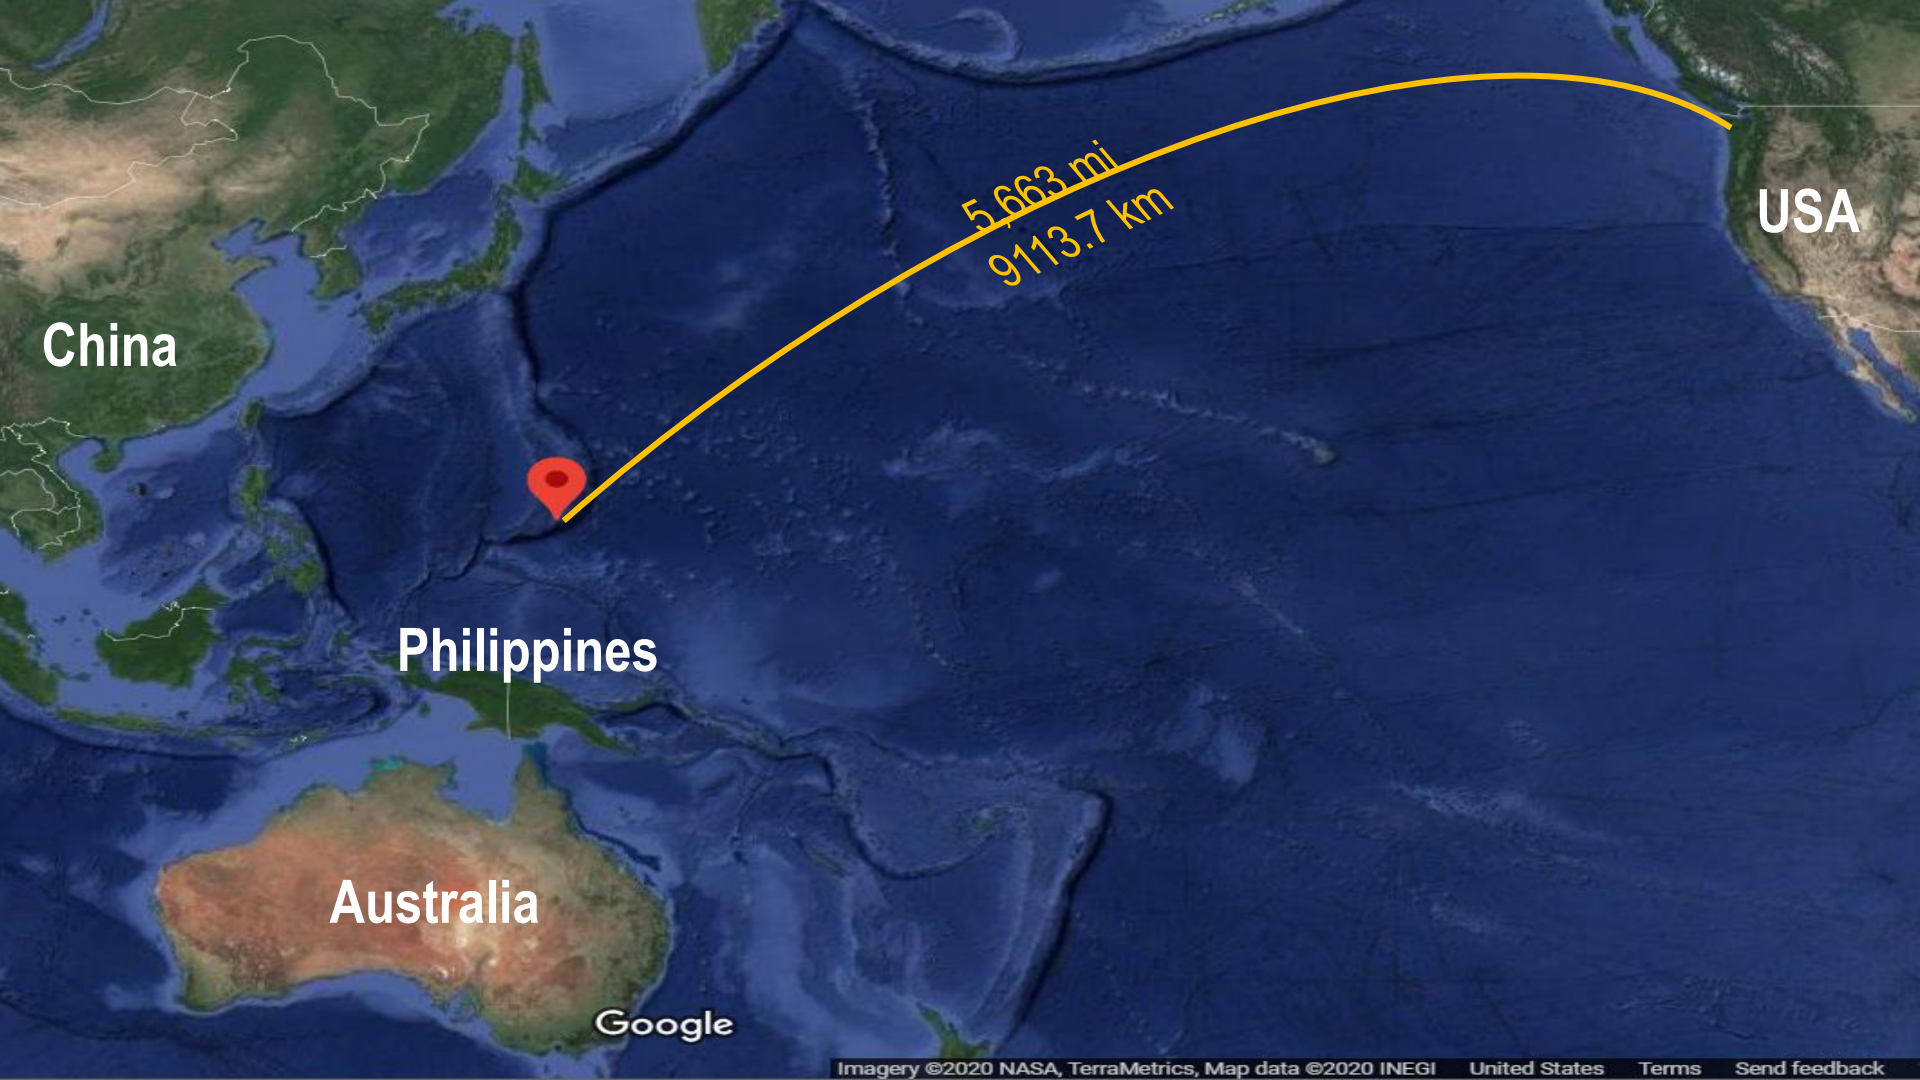 5,663 mi
9113.7 km
USA
China
Philippines
Australia
Google
Imagery ©2020 NASA, TerraMetrics, Map data ©2020 INEGI United States Terms Send feedback